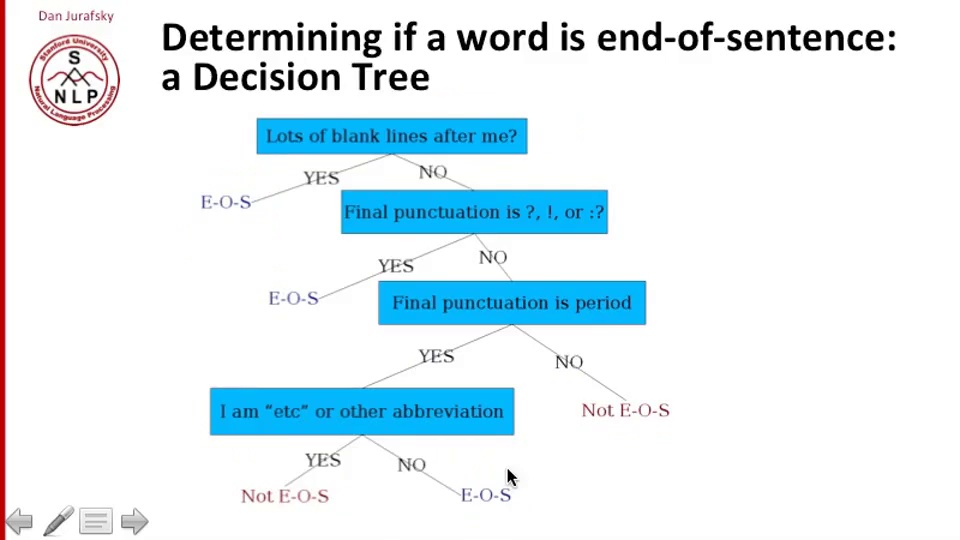 Dan Jurafsky
Stanford University
S
NLP
Natural Language Processing
Determining if a word is end-of-sentence:
a Decision Tree
Lots of blank lines after me?
YES
NO
E-O-S
Final punctuation is ?, !, or :?
YES
NO
E-O-S
Final punctuation is period
YES
NO
I am “etc” or other abbreviation
Not E-O-S
YES
NO
Not E-O-S
E-O-S